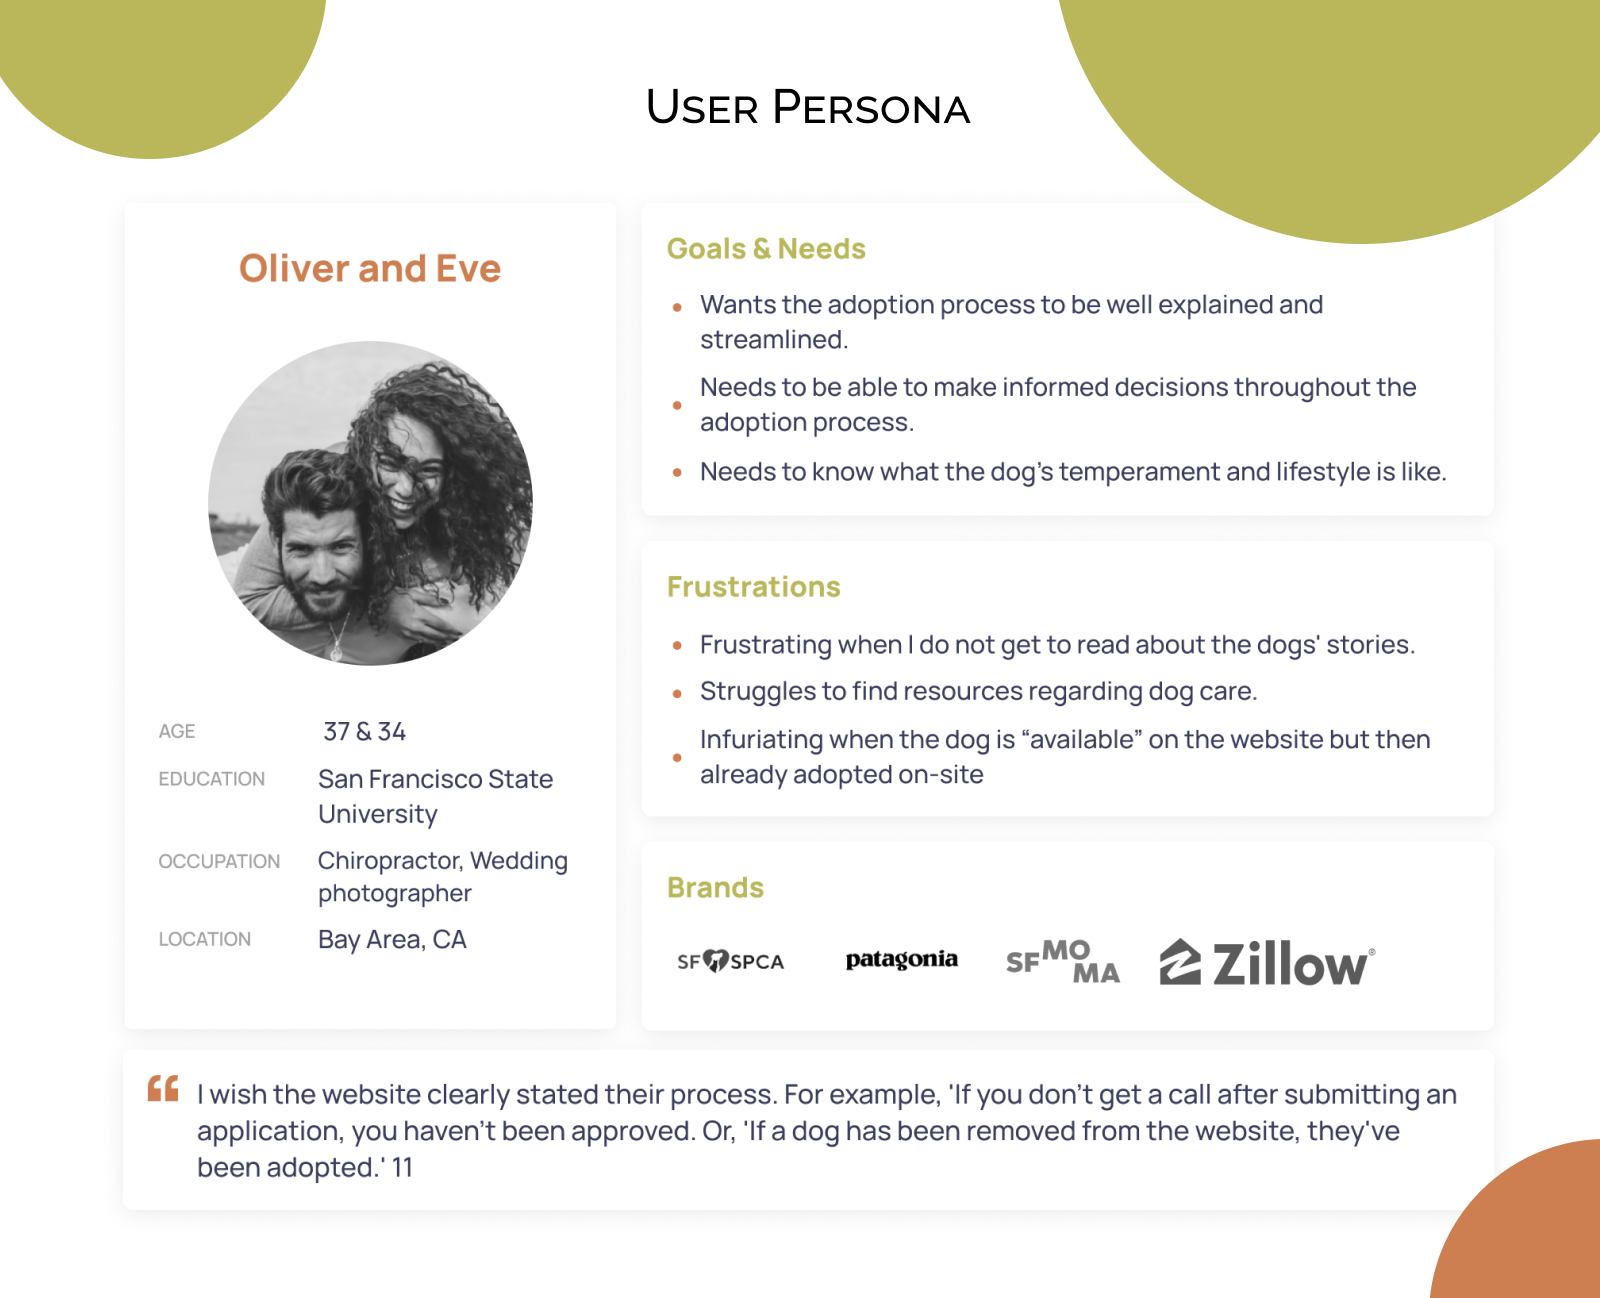 USER PERSONA
Oliver and Eve
AGE
37 & 34
EDUCATION
San Francisco State
University
OCCUPATION
Chiropractor, Wedding
photographer
LOCATION
Bay Area, CA
Goals & Needs
• Wants the adoption process to be well explained and
streamlined.
• Needs to be able to make informed decisions throughout the
adoption process.
• Needs to know what the dog’s temperament and lifestyle is like.
Frustrations
• Frustrating when I do not get to read about the dogs' stories.
• Struggles to find resources regarding dog care.
• Infuriating when the dog is “available” on the website but then
already adopted on-site
Brands
SF SPCA
patagonia
SFMOMA
Zillow®
“ I wish the website clearly stated their process. For example, 'If you don’t get a call after submitting an
application, you haven’t been approved. Or, 'If a dog has been removed from the website, they've
been adopted.' 11